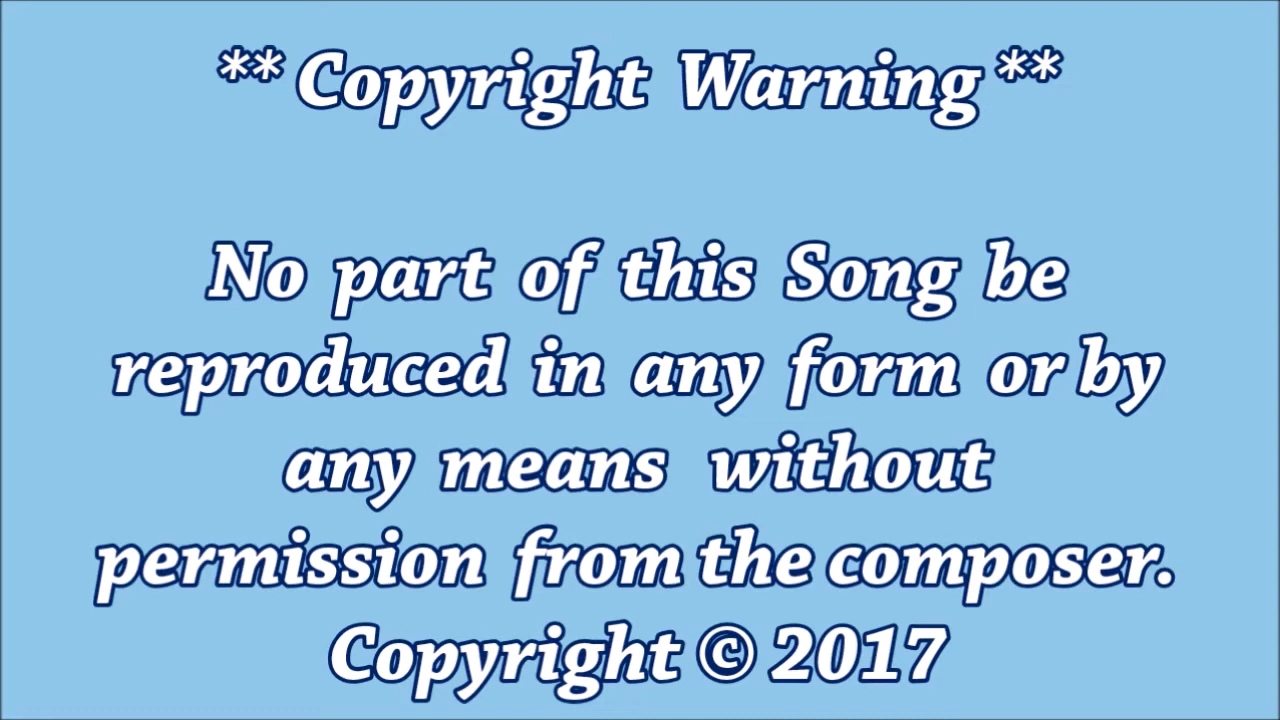 ** Copyright Warning **
No part of this Song be
reproduced in any form or by
any means without
permission from the composer.
Copyright © 2017